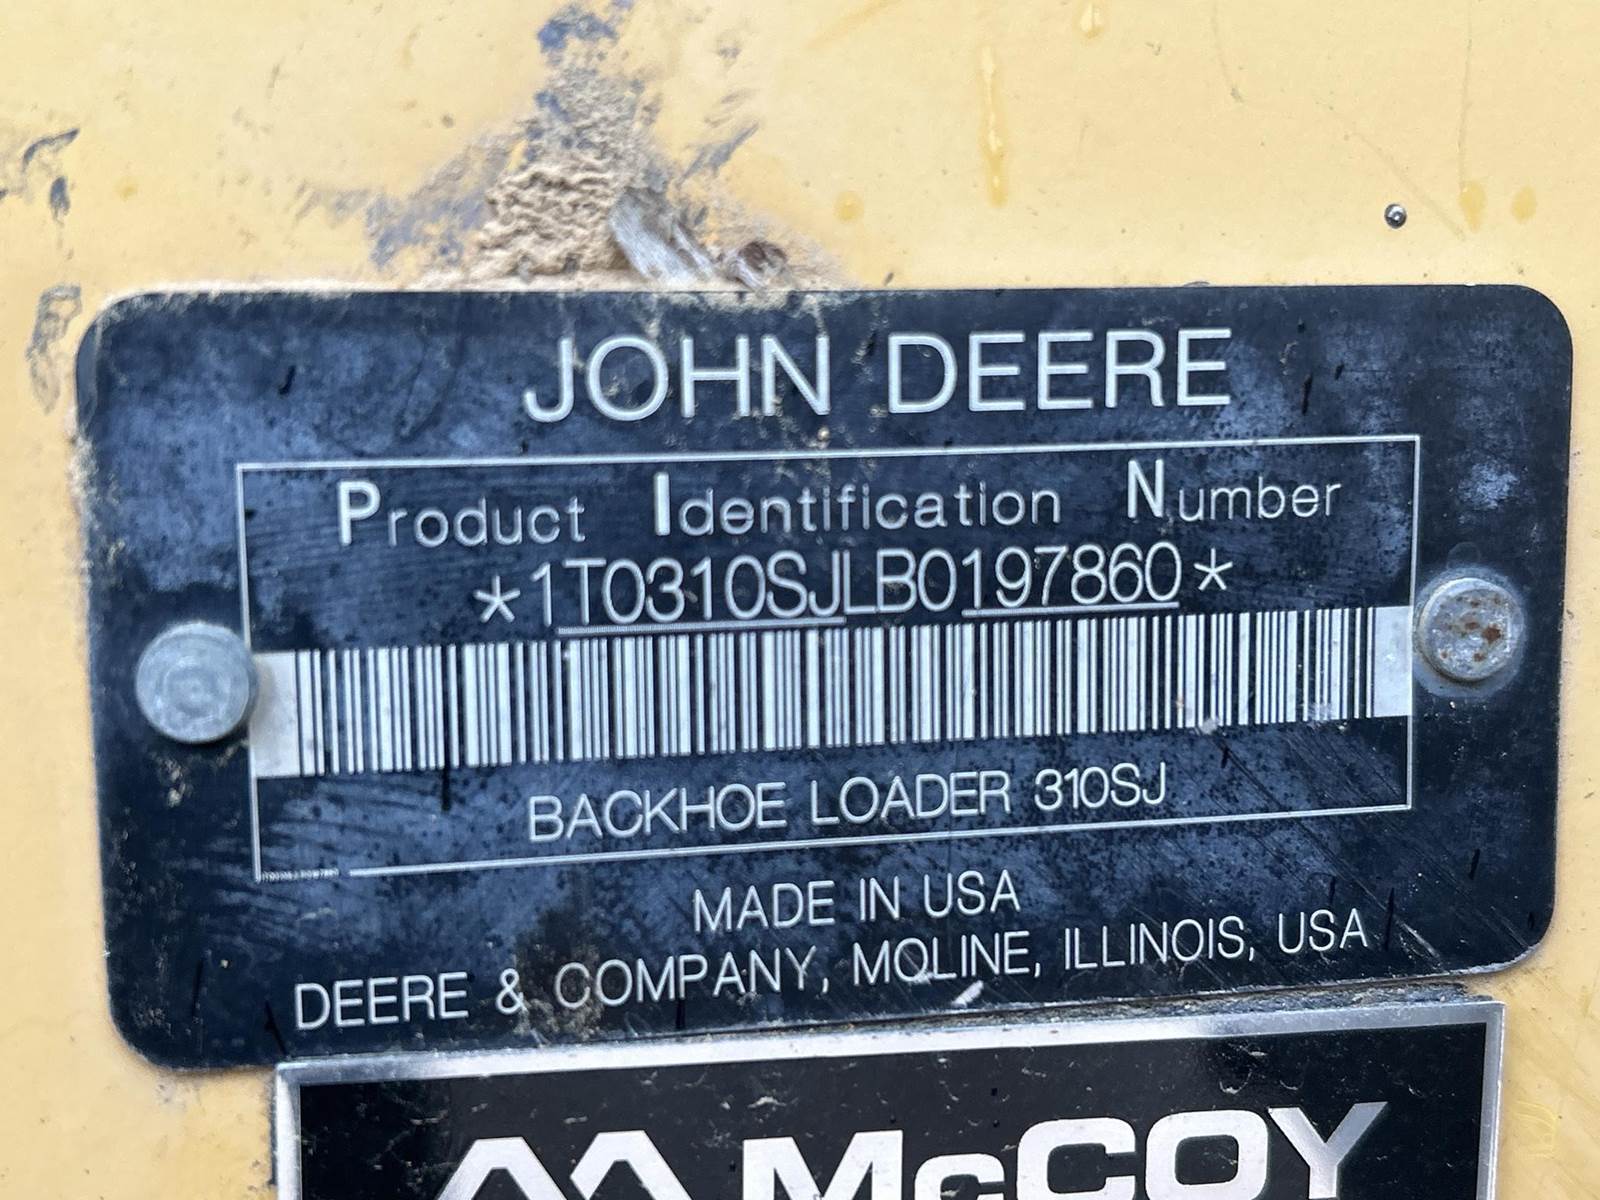 JOHN DEERE
Product Identification Number
*1T0310SJLB0197860*
BACKHOE LOADER 310SJ
MADE IN USA
DEERE & COMPANY, MOLINE, ILLINOIS, USA
McCOY